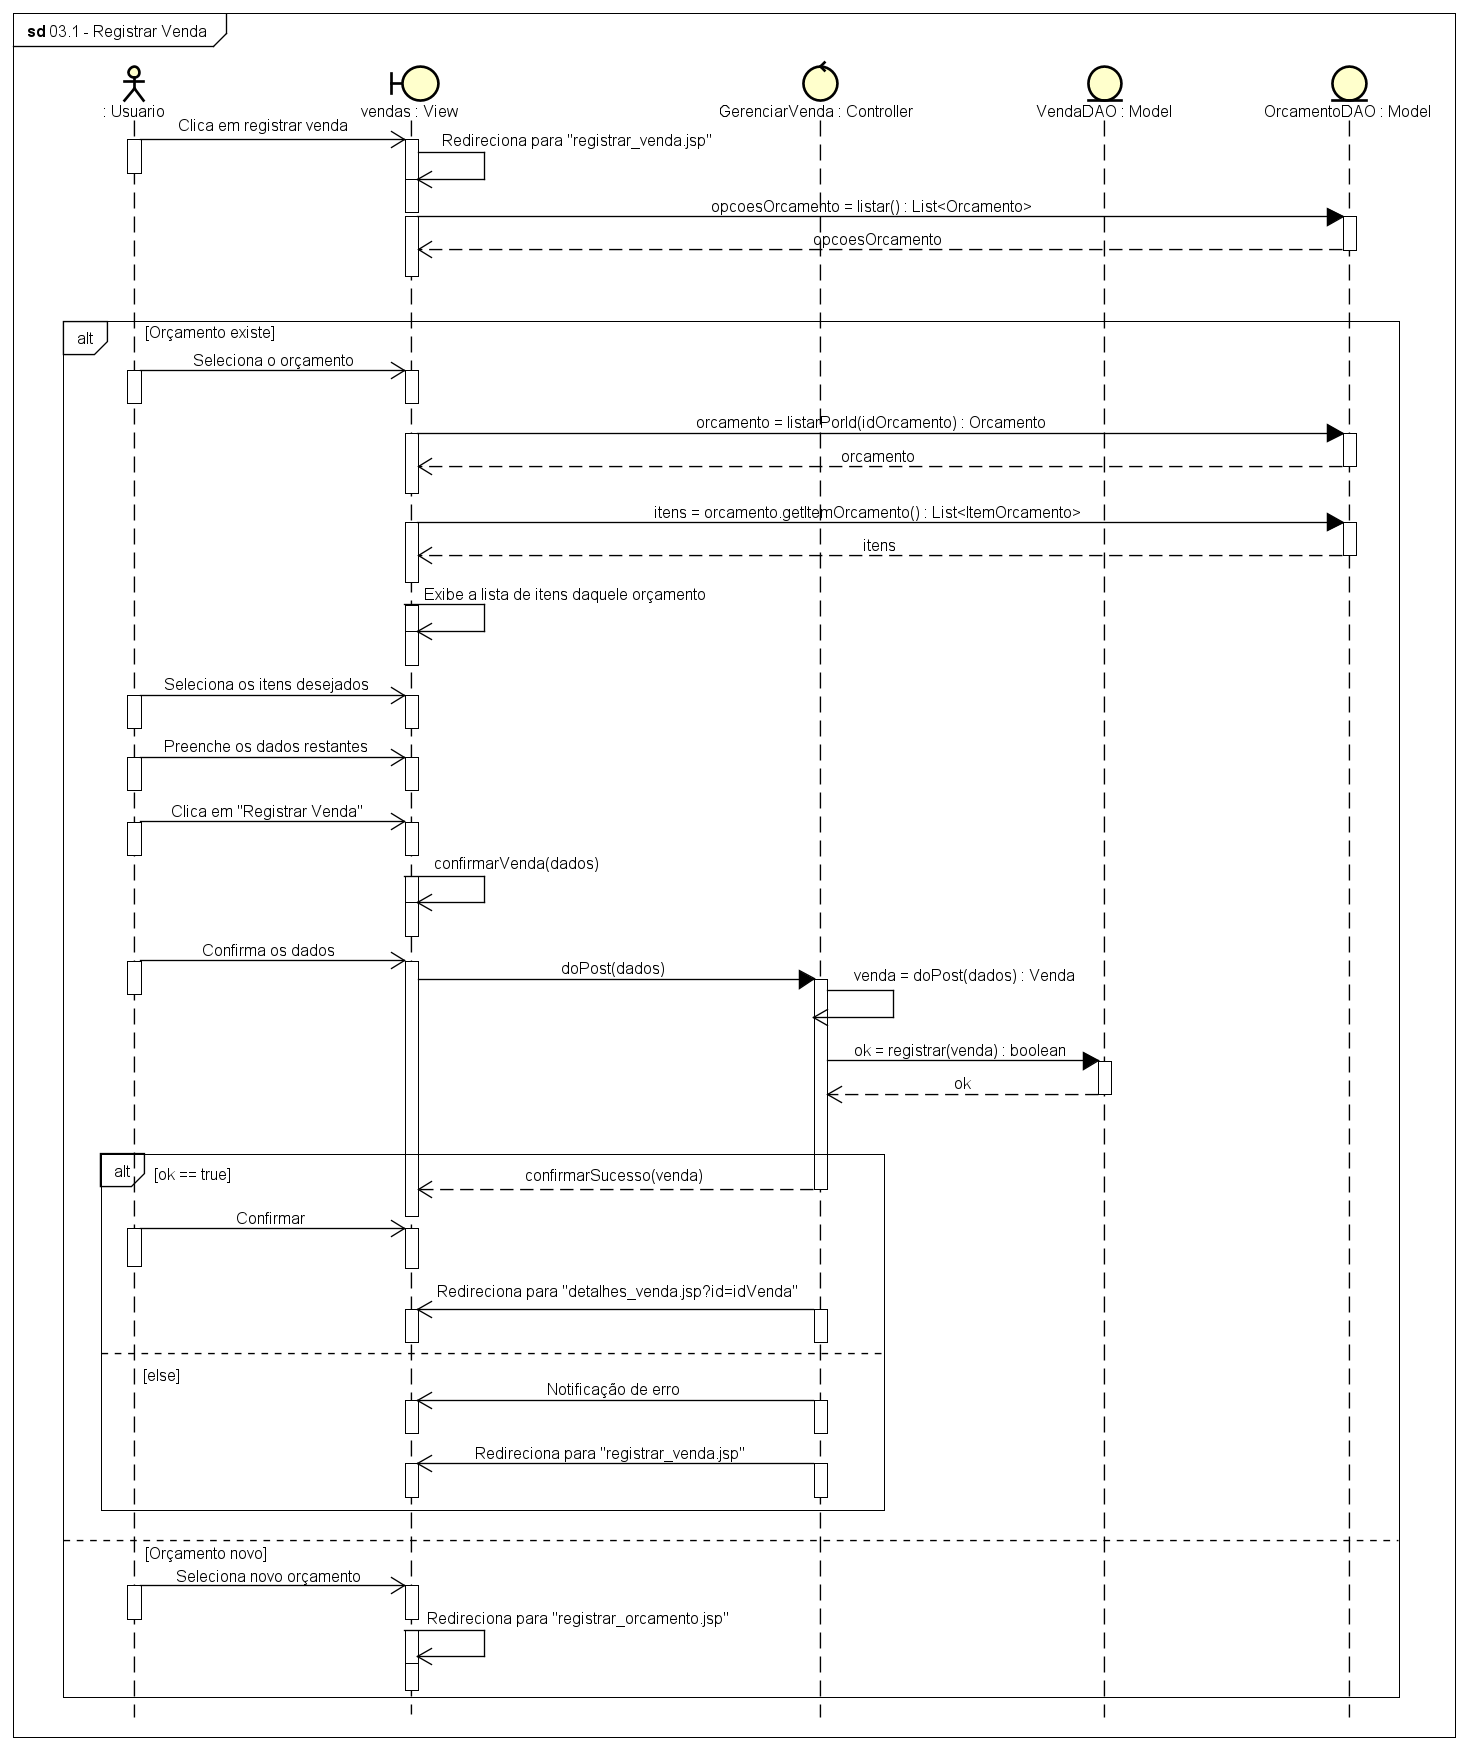 sd 03.1 - Registrar Venda
: Usuario
vendas : View
GerenciarVenda : Controller
VendaDAO : Model
OrcamentoDAO : Model
Clica em registrar venda
Redireciona para "registrar_venda.jsp"
opcoesOrcamento = listar() : List<Orcamento>
opcoesOrcamento
alt
[Orçamento existe]
Seleciona o orçamento
orcamento = listarPorId(idOrcamento) : Orcamento
orcamento
itens = orcamento.getItemOrcamento() : List<ItemOrcamento>
itens
Exibe a lista de itens daquele orçamento
Seleciona os itens desejados
Preenche os dados restantes
Clica em "Registrar Venda"
confirmarVenda(dados)
Confirma os dados
doPost(dados)
venda = doPost(dados) : Venda
ok = registrar(venda) : boolean
ok
alt
[ok == true]
confirmarSucesso(venda)
Confirmar
Redireciona para "detalhes_venda.jsp?id=idVenda"
[else]
Notificação de erro
Redireciona para "registrar_venda.jsp"
[Orçamento novo]
Seleciona novo orçamento
Redireciona para "registrar_orcamento.jsp"